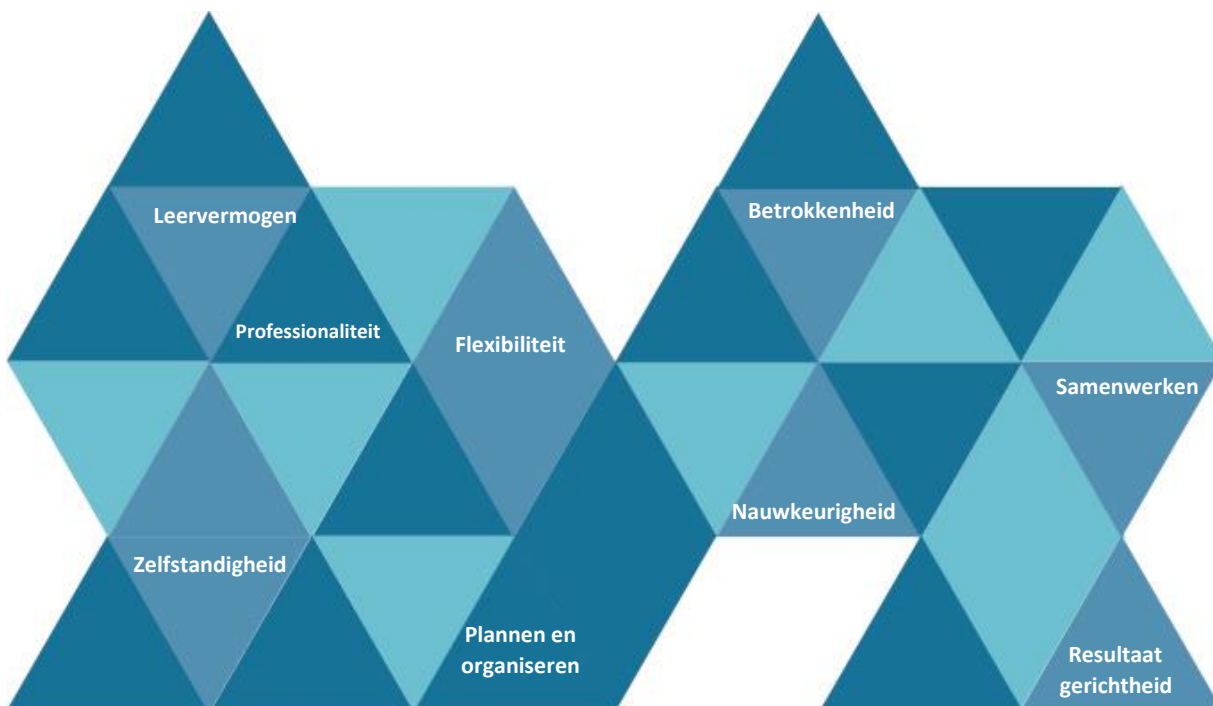 Leervermogen
Betrokkenheid
Professionaliteit
Flexibiliteit
Samenwerken
Nauwkeurigheid
Zelfstandigheid
Plannen en
organiseren
Resultaat
gerichtheid